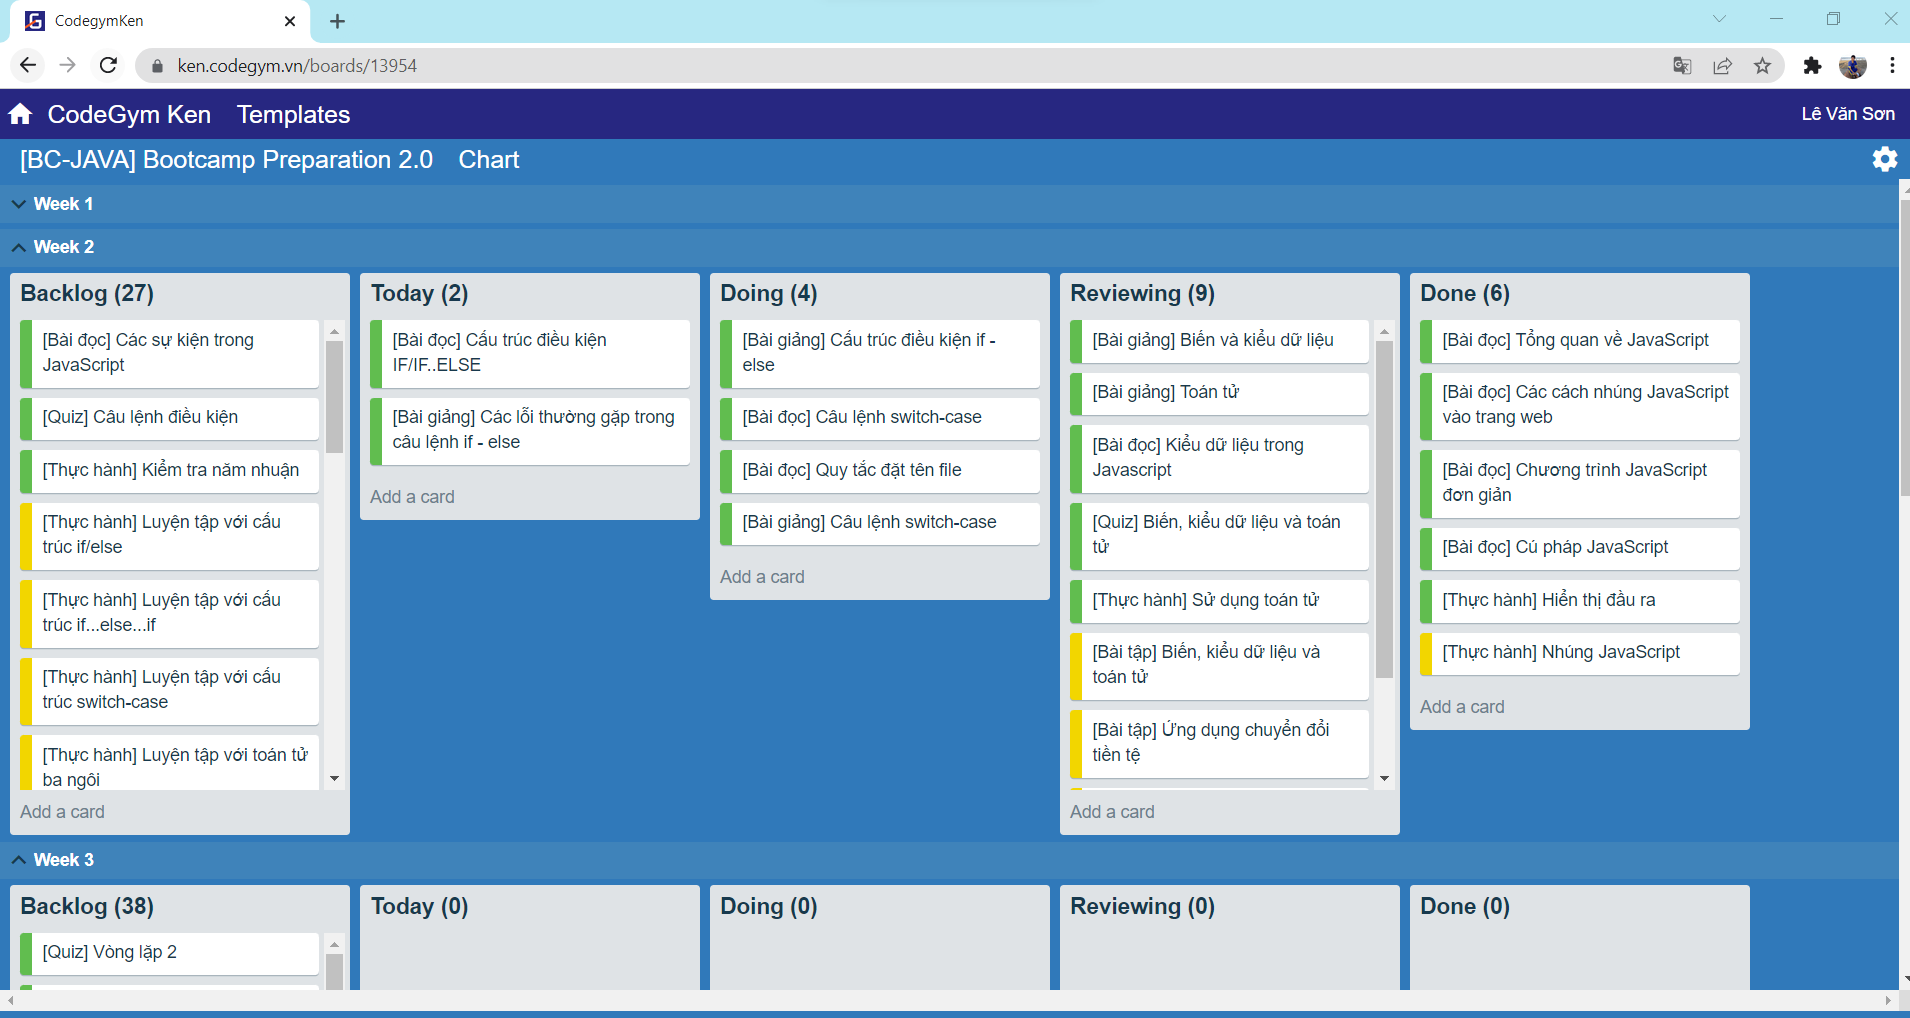 CodegymKen
ken.codegym.vn/boards/13954
CodeGym Ken
Templates
Lê Văn Sơn
[BC-JAVA] Bootcamp Preparation 2.0
Chart
Week 1
Week 2
Backlog (27)
[Bài đọc] Các sự kiện trong
JavaScript
[Quiz] Câu lệnh điều kiện
[Thực hành] Kiểm tra năm nhuận
[Thực hành] Luyện tập với cấu
trúc if/else
[Thực hành] Luyện tập với cấu
trúc if...else...if
[Thực hành] Luyện tập với cấu
trúc switch-case
[Thực hành] Luyện tập với toán tử
ba ngôi
Add a card
Today (2)
[Bài đọc] Cấu trúc điều kiện
IF/IF..ELSE
[Bài giảng] Các lỗi thường gặp trong
câu lệnh if - else
Add a card
Doing (4)
[Bài giảng] Cấu trúc điều kiện if -
else
[Bài đọc] Câu lệnh switch-case
[Bài đọc] Quy tắc đặt tên file
[Bài giảng] Câu lệnh switch-case
Add a card
Reviewing (9)
[Bài giảng] Biến và kiểu dữ liệu
[Bài giảng] Toán tử
[Bài đọc] Kiểu dữ liệu trong
Javascript
[Quiz] Biến, kiểu dữ liệu và toán
tử
[Thực hành] Sử dụng toán tử
[Bài tập] Biến, kiểu dữ liệu và
toán tử
[Bài tập] Ứng dụng chuyển đổi
tiền tệ
Add a card
Done (6)
[Bài đọc] Tổng quan về JavaScript
[Bài đọc] Các cách nhúng JavaScript
vào trang web
[Bài đọc] Chương trình JavaScript
đơn giản
[Bài đọc] Cú pháp JavaScript
[Thực hành] Hiển thị đầu ra
[Thực hành] Nhúng JavaScript
Add a card
Week 3
Backlog (38)
[Quiz] Vòng lặp 2
Today (0)
Doing (0)
Reviewing (0)
Done (0)